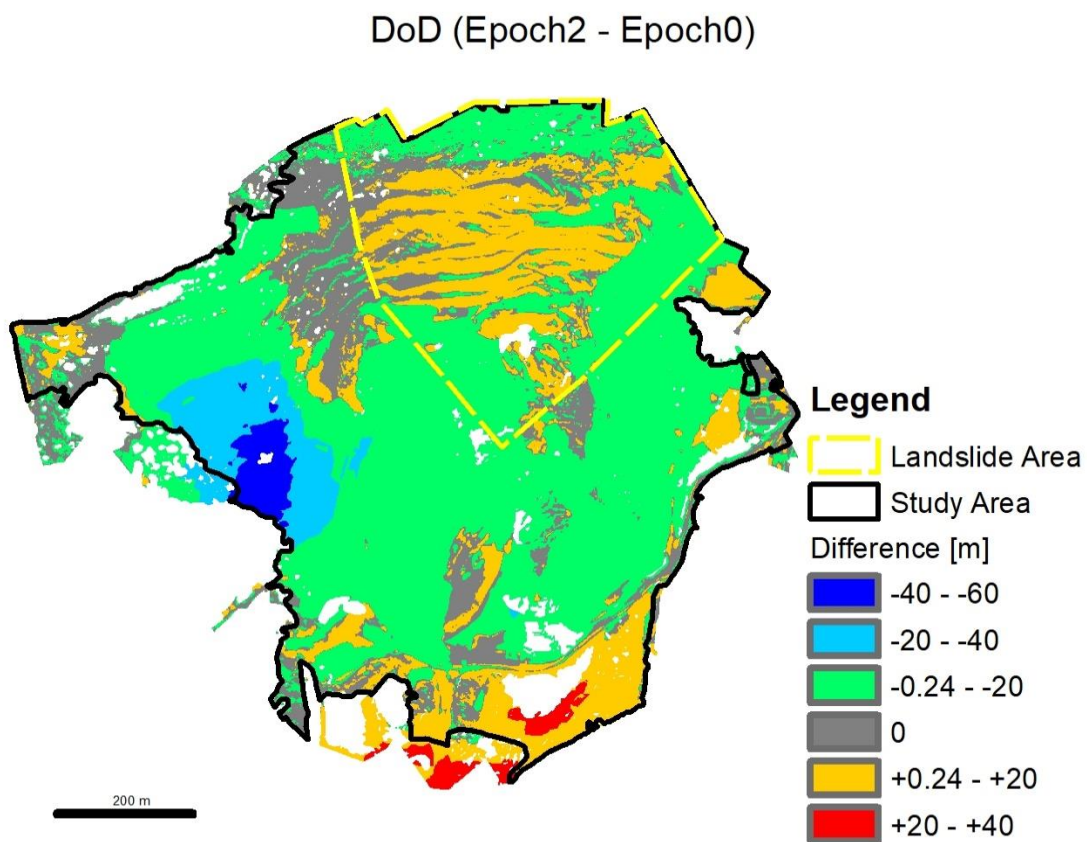 DoD (Epoch2 - Epoch0)
Legend
Landslide Area
Study Area
Difference [m]
-40 - -60
-20 - -40
-0.24 - -20
0
+0.24 - +20
+20 - +40
200 m